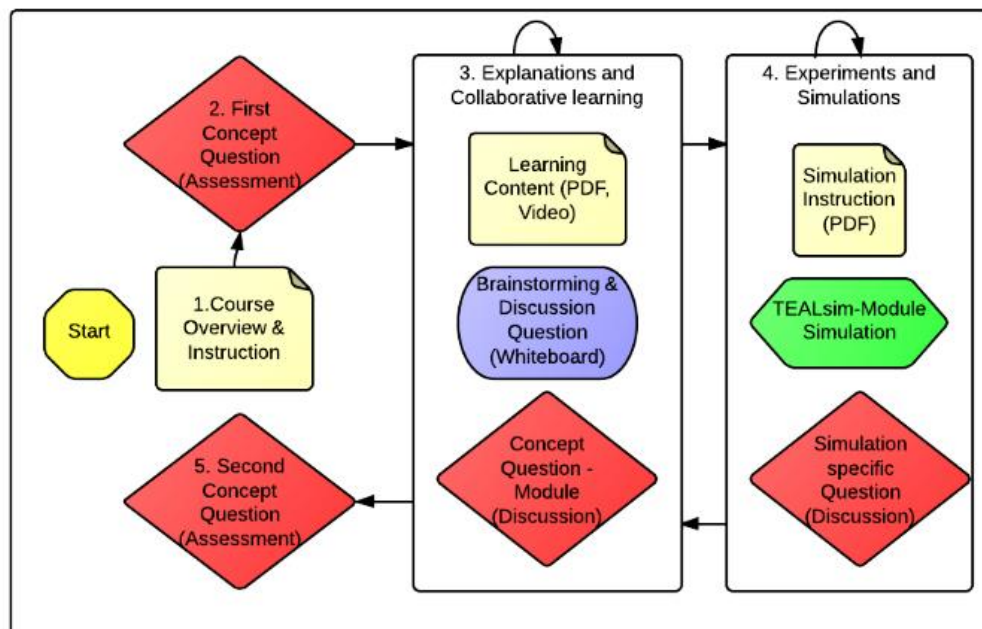 Start
1.Course
Overview &
Instruction
2. First
Concept
Question
(Assessment)
3. Explanations and
Collaborative learning
Learning
Content (PDF,
Video)
Brainstorming &
Discussion
Question
(Whiteboard)
Concept
Question -
Module
(Discussion)
4. Experiments and
Simulations
Simulation
Instruction
(PDF)
TEALsim-Module
Simulation
Simulation
specific
Question
(Discussion)
5. Second
Concept
Question
(Assessment)